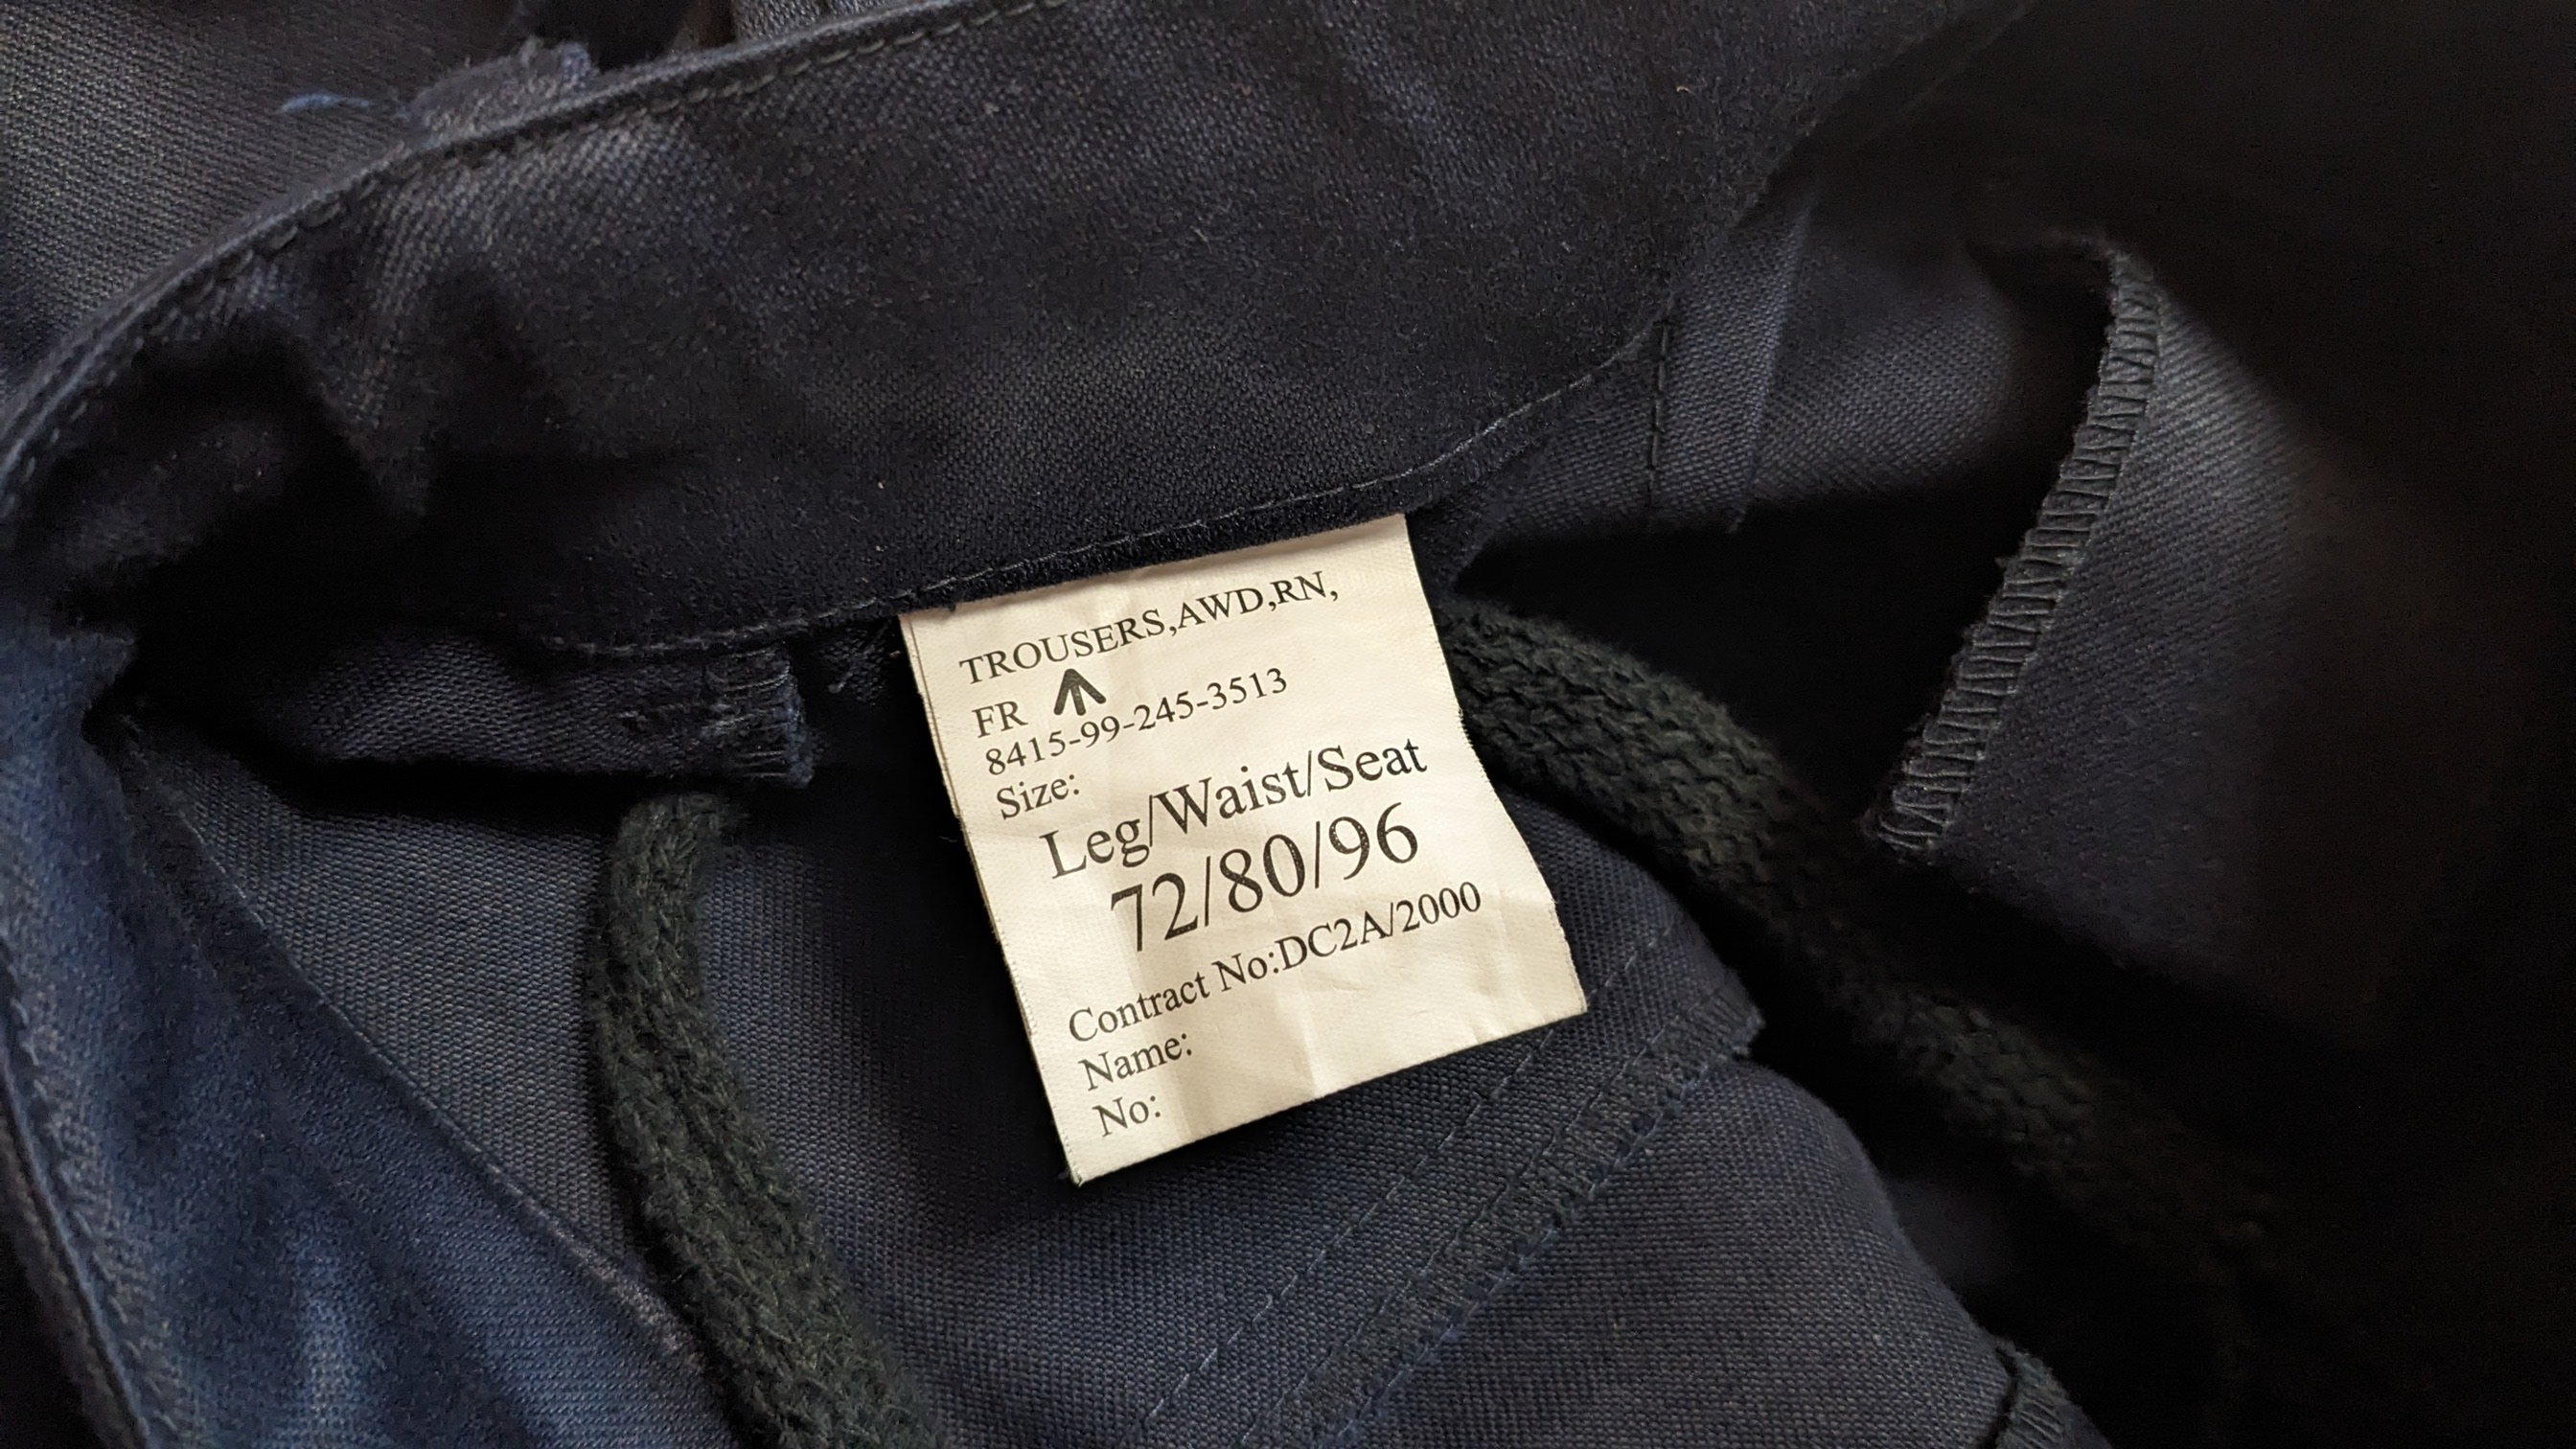 TROUSERS,AWD,RN,
FR
8415-99-245-3513
Size:
Leg/Waist/Seat
72/80/96
Contract No:DC2A/2000
Name:
No: